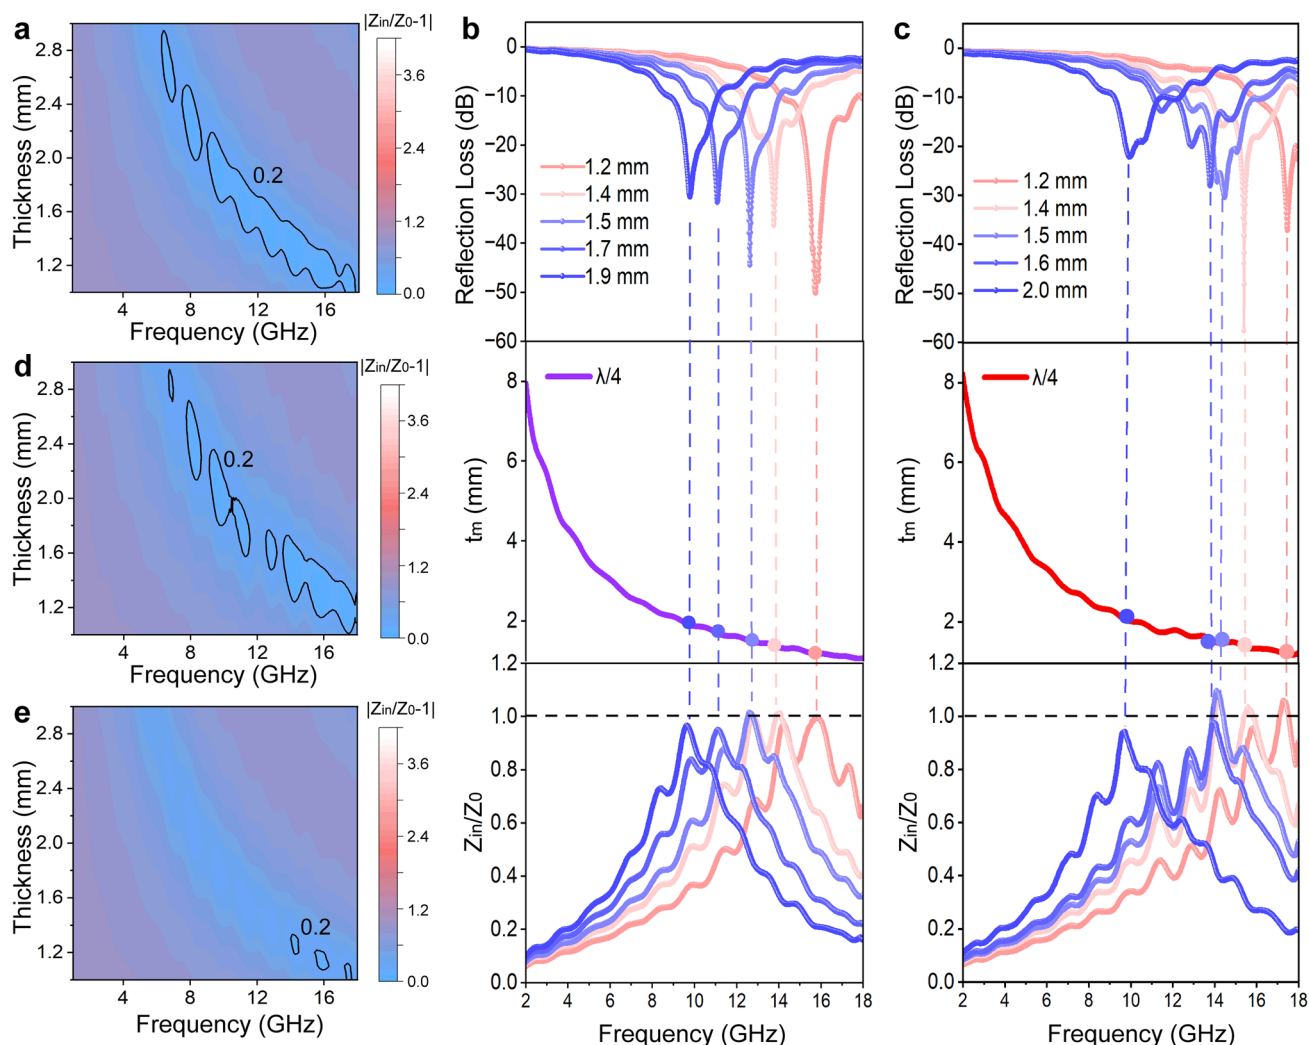 a
|Zin/Z0-1|
2.8
2.4
2.0
1.6
1.2
Thickness (mm)
0.2
3.6
2.4
1.2
0.0
4
8
12
16
Frequency (GHz)
b
0
−10
−20
−30
−40
−50
−60
Reflection Loss (dB)
1.2 mm
1.4 mm
1.5 mm
1.7 mm
1.9 mm
8
6
4
2
1.2
tm (mm)
λ/4
1.0
0.8
0.6
0.4
0.2
0.0
Zin/Z0
2
4
6
8
10
12
14
16
18
Frequency (GHz)
c
0
−10
−20
−30
−40
−50
−60
Reflection Loss (dB)
1.2 mm
1.4 mm
1.5 mm
1.6 mm
2.0 mm
8
6
4
2
1.2
tm (mm)
λ/4
1.0
0.8
0.6
0.4
0.2
0.0
Zin/Z0
2
4
6
8
10
12
14
16
18
Frequency (GHz)
d
|Zin/Z0-1|
2.8
2.4
2.0
1.6
1.2
Thickness (mm)
0.2
3.6
2.4
1.2
0.0
4
8
12
16
Frequency (GHz)
e
|Zin/Z0-1|
2.8
2.4
2.0
1.6
1.2
Thickness (mm)
0.2
3.6
2.4
1.2
0.0
4
8
12
16
Frequency (GHz)